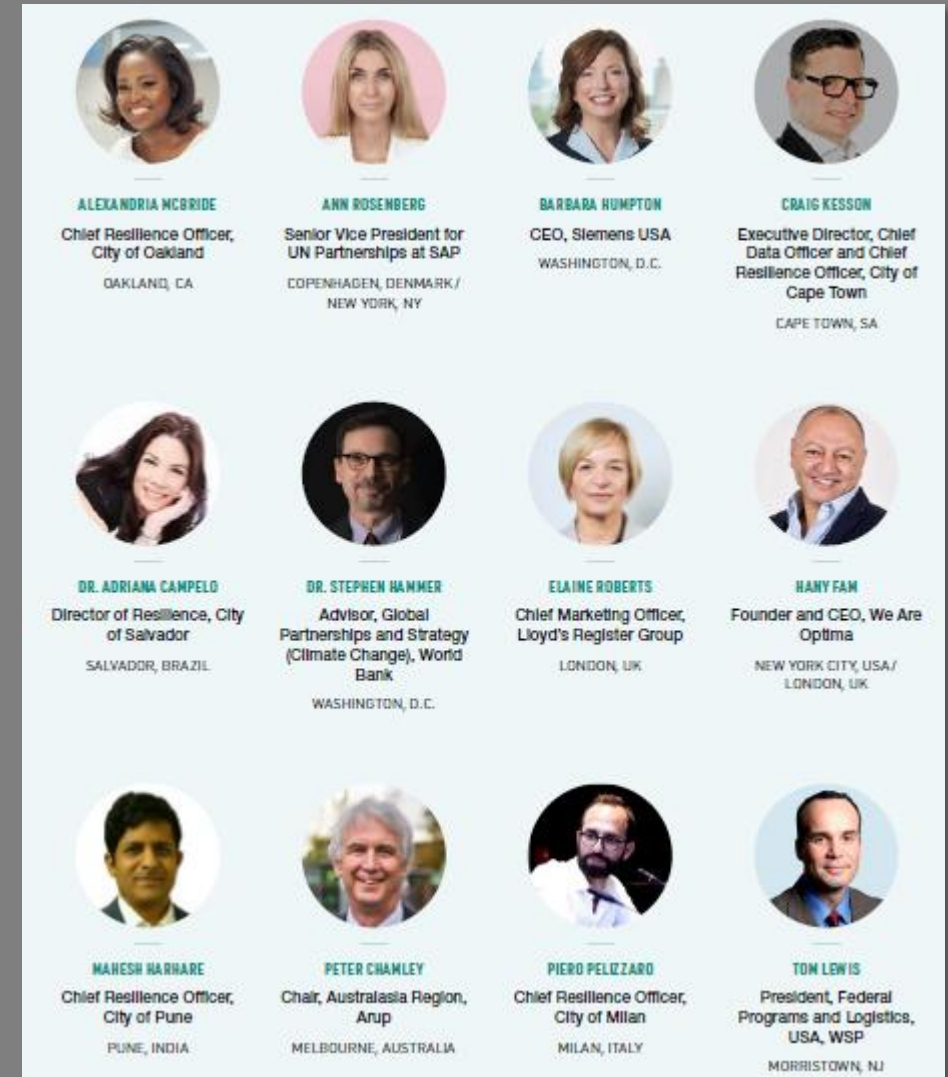 ALEXANDRIA MCBRIDE
Chief Resilience Officer,
City of Oakland
OAKLAND, CA
ANN ROSENBERG
Senior Vice President for
UN Partnerships at SAP
COPENHAGEN, DENMARK/
NEW YORK, NY
BARBARA HUMPTON
CEO, Siemens USA
WASHINGTON, D.C.
CRAIG KESSON
Executive Director, Chief
Data Officer and Chief
Resilience Officer, City of
Cape Town
CAPE TOWN, SA
DR. ADRIANA CAMPELO
Director of Resilience, City
of Salvador
SALVADOR, BRAZIL
DR. STEPHEN HAMMER
Advisor, Global
Partnerships and Strategy
(Climate Change), World
Bank
WASHINGTON, D.C.
ELAINE ROBERTS
Chief Marketing Officer,
Lloyd's Register Group
LONDON, UK
HANY FAM
Founder and CEO, We Are
Optima
NEW YORK CITY, USA/
LONDON, UK
MAHESH HARHARE
Chief Resilience Officer,
City of Pune
PUNE, INDIA
PETER CHAMLEY
Chair, Australasia Region,
Arup
MELBOURNE, AUSTRALIA
PIERO PELIZZARO
Chief Resilience Officer,
City of Milan
MILAN, ITALY
TOM LEWIS
President, Federal
Programs and Logistics,
USA, WSP
MORRISTOWN, NJ